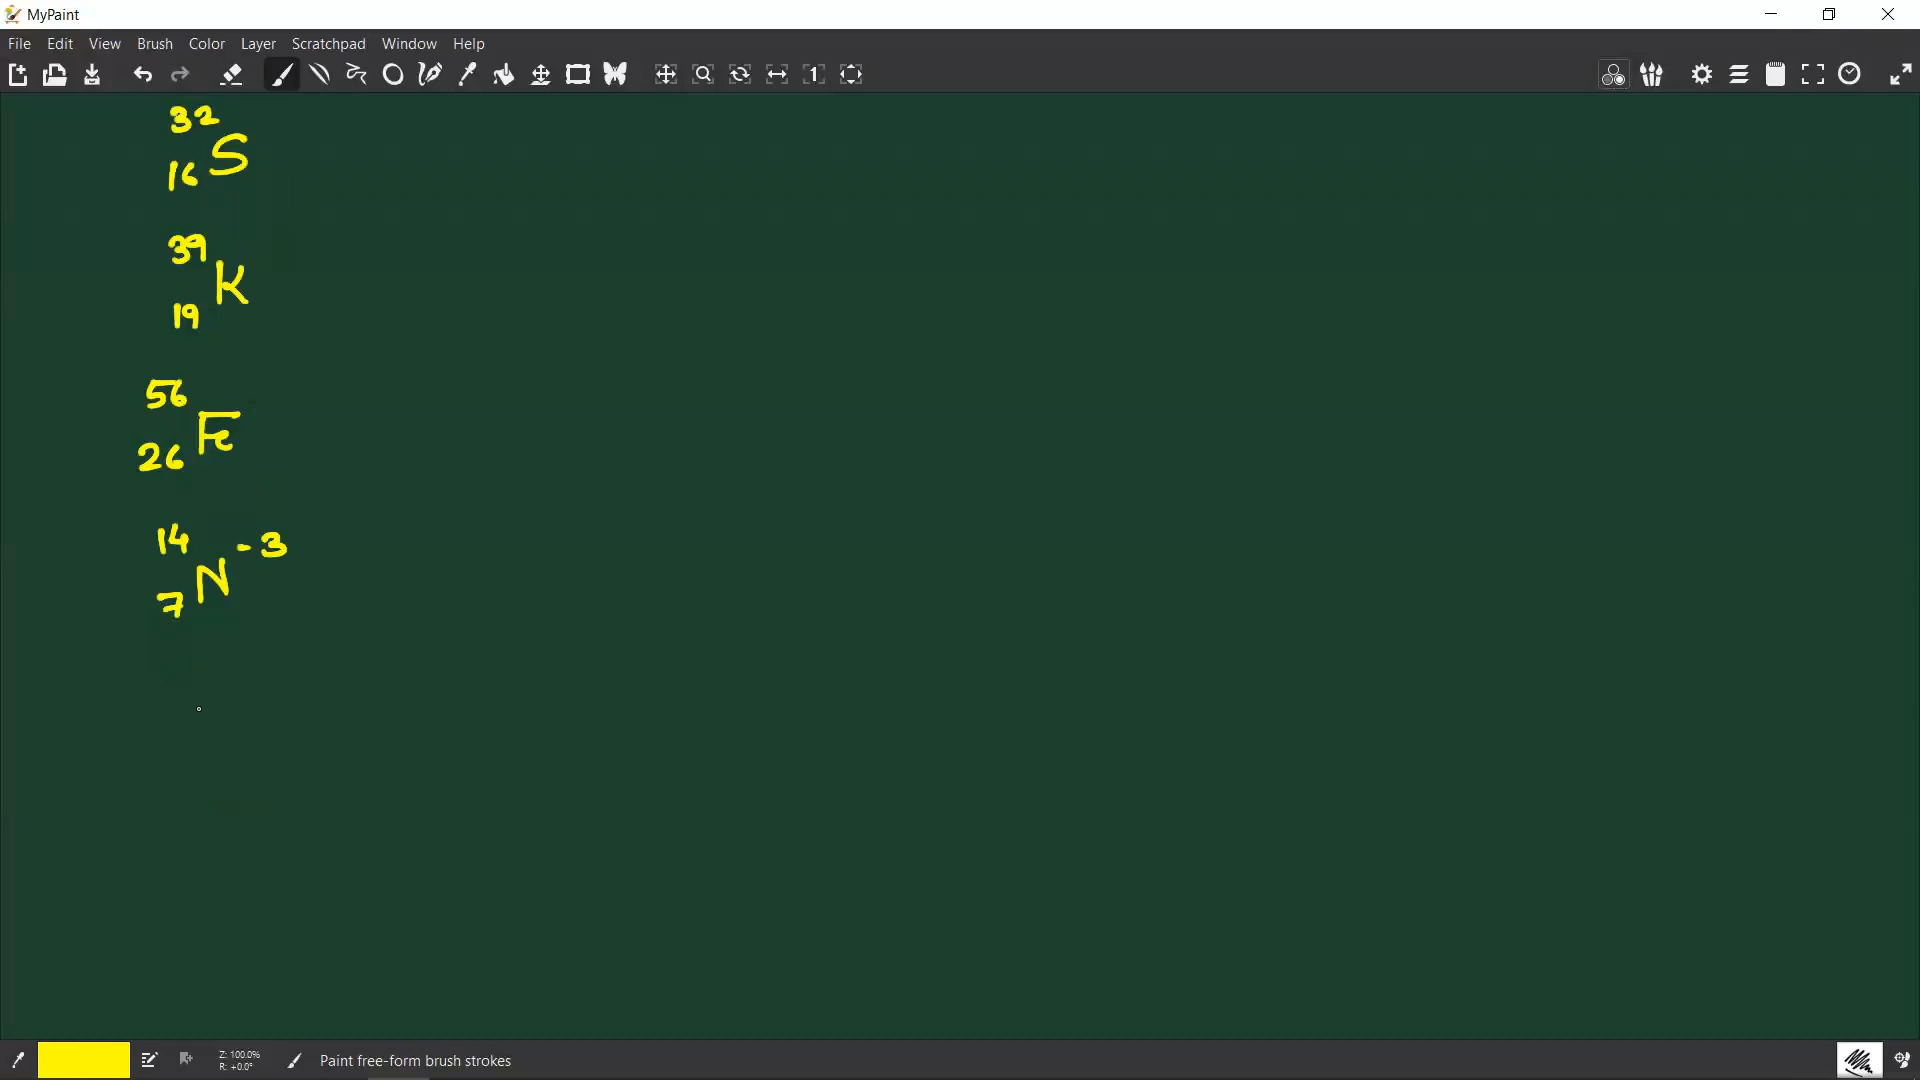 MyPaint
File Edit View Brush Color Layer Scratchpad Window Help
32
S
16
39
K
19
56
Fe
26
14
N -3
7
Z: 100.0%
R: +0.0°
Paint free-form brush strokes